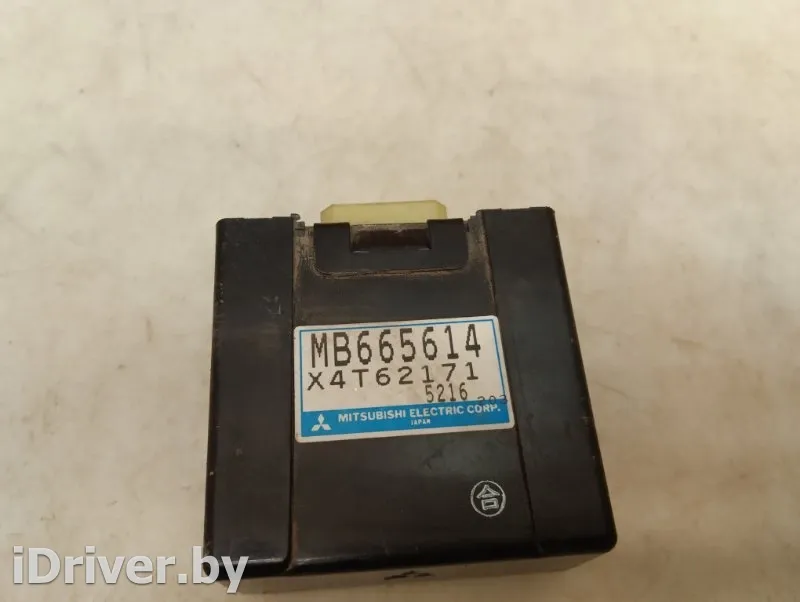 MB665614
X4T62171
5216
MITSUBISHI ELECTRIC CORP.
JAPAN
合
iDriver.by